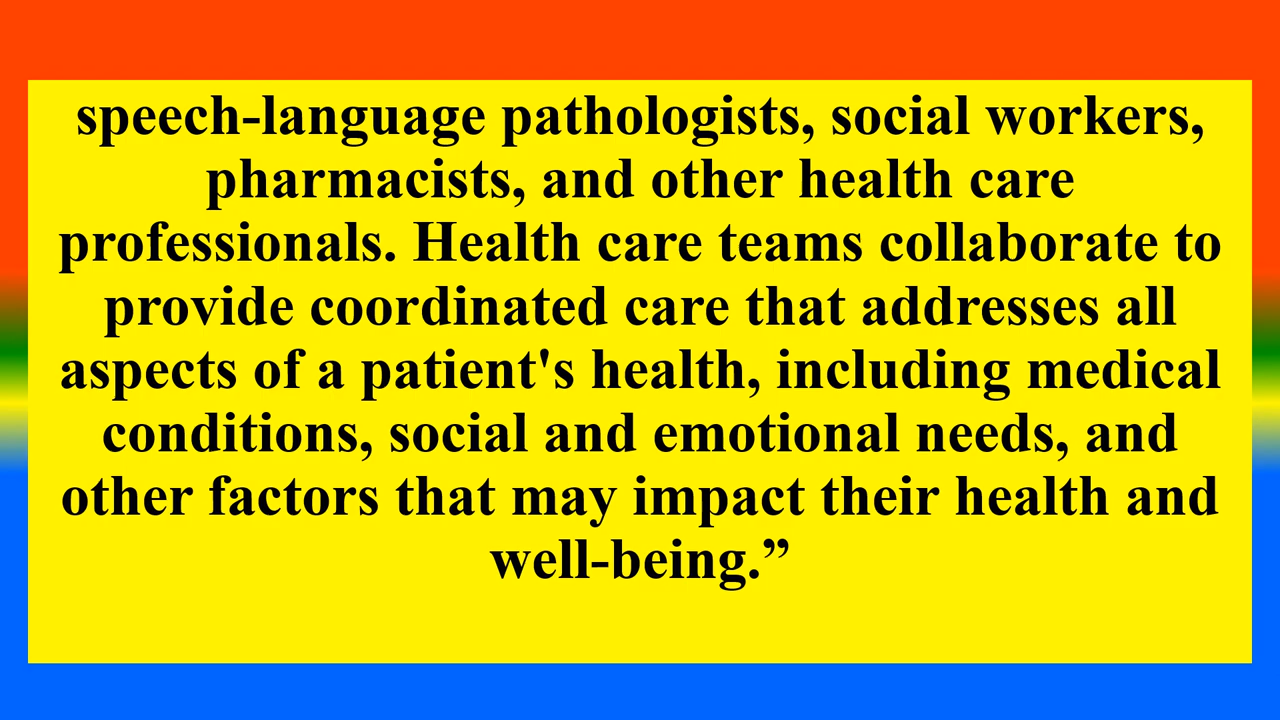 speech-language pathologists, social workers,
pharmacists, and other health care
professionals. Health care teams collaborate to
provide coordinated care that addresses all
aspects of a patient's health, including medical
conditions, social and emotional needs, and
other factors that may impact their health and
well-being.”